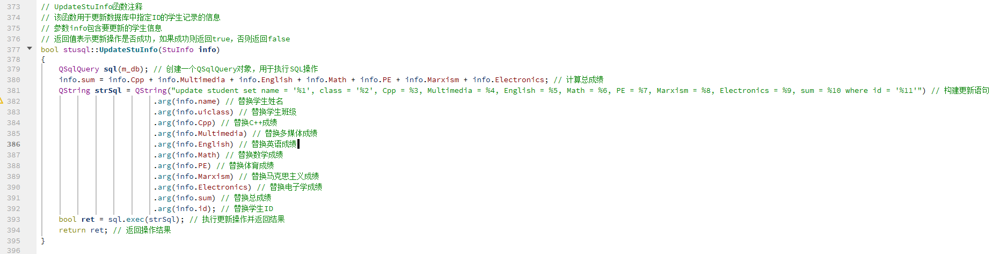 373 // UpdateStuInfo函数注释
374 // 该函数用于更新数据库中指定ID的学生记录的信息
375 // 参数info包含要更新的学生信息
376 // 返回值表示更新操作是否成功，如果成功则返回true，否则返回false
377 bool stusql::UpdateStuInfo(StuInfo info)
378 {
379 QSqlQuery sql(m_db); // 创建一个QSqlQuery对象，用于执行SQL操作
380 info.sum = info.Cpp + info.Multimedia + info.English + info.Math + info.PE + info.Marxism + info.Electronics; // 计算总成绩
381 QString strSql = QString("update student set name = '%1', class = '%2', Cpp = %3, Multimedia = %4, English = %5, Math = %6, PE = %7, Marxism = %8, Electronics = %9, sum = %10 where id = '%11'") // 构建更新语句
382 .arg(info.name) // 替换学生姓名
383 .arg(info.uiclass) // 替换学生班级
384 .arg(info.Cpp) // 替换C++成绩
385 .arg(info.Multimedia) // 替换多媒体成绩
386 .arg(info.English) // 替换英语成绩
387 .arg(info.Math) // 替换数学成绩
388 .arg(info.PE) // 替换体育成绩
389 .arg(info.Marxism) // 替换马克思主义成绩
390 .arg(info.Electronics) // 替换电子学成绩
391 .arg(info.sum) // 替换总成绩
392 .arg(info.id); // 替换学生ID
393 bool ret = sql.exec(strSql); // 执行更新操作并返回结果
394 return ret; // 返回操作结果
395 }
396